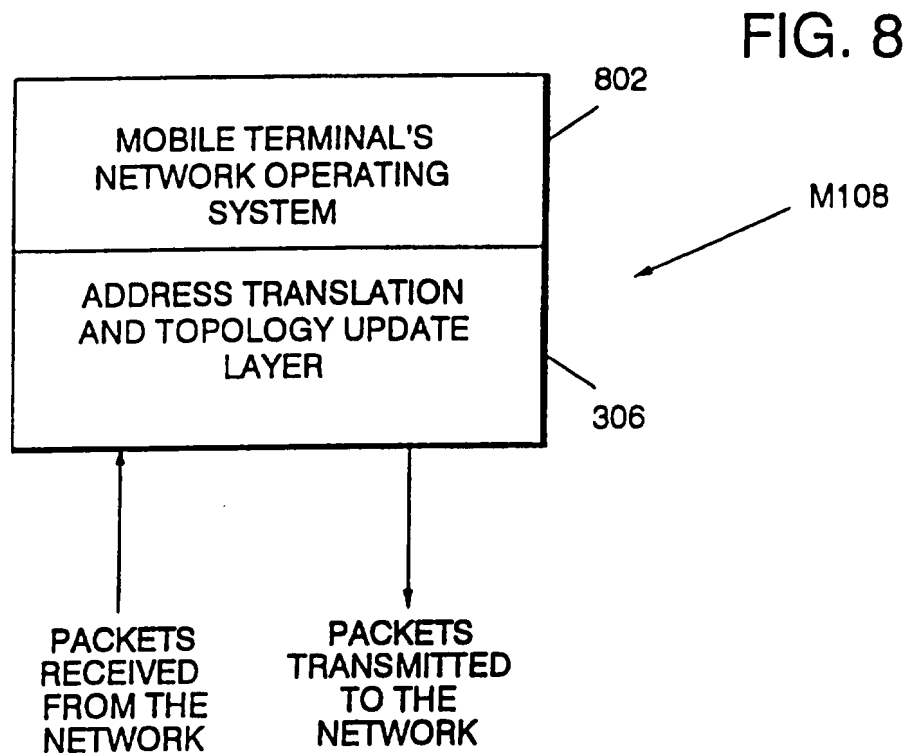 FIG. 8
802
MOBILE TERMINAL'S
NETWORK OPERATING
SYSTEM
M108
ADDRESS TRANSLATION
AND TOPOLOGY UPDATE
LAYER
306
PACKETS
RECEIVED
FROM THE
NETWORK
PACKETS
TRANSMITTED
TO THE
NETWORK